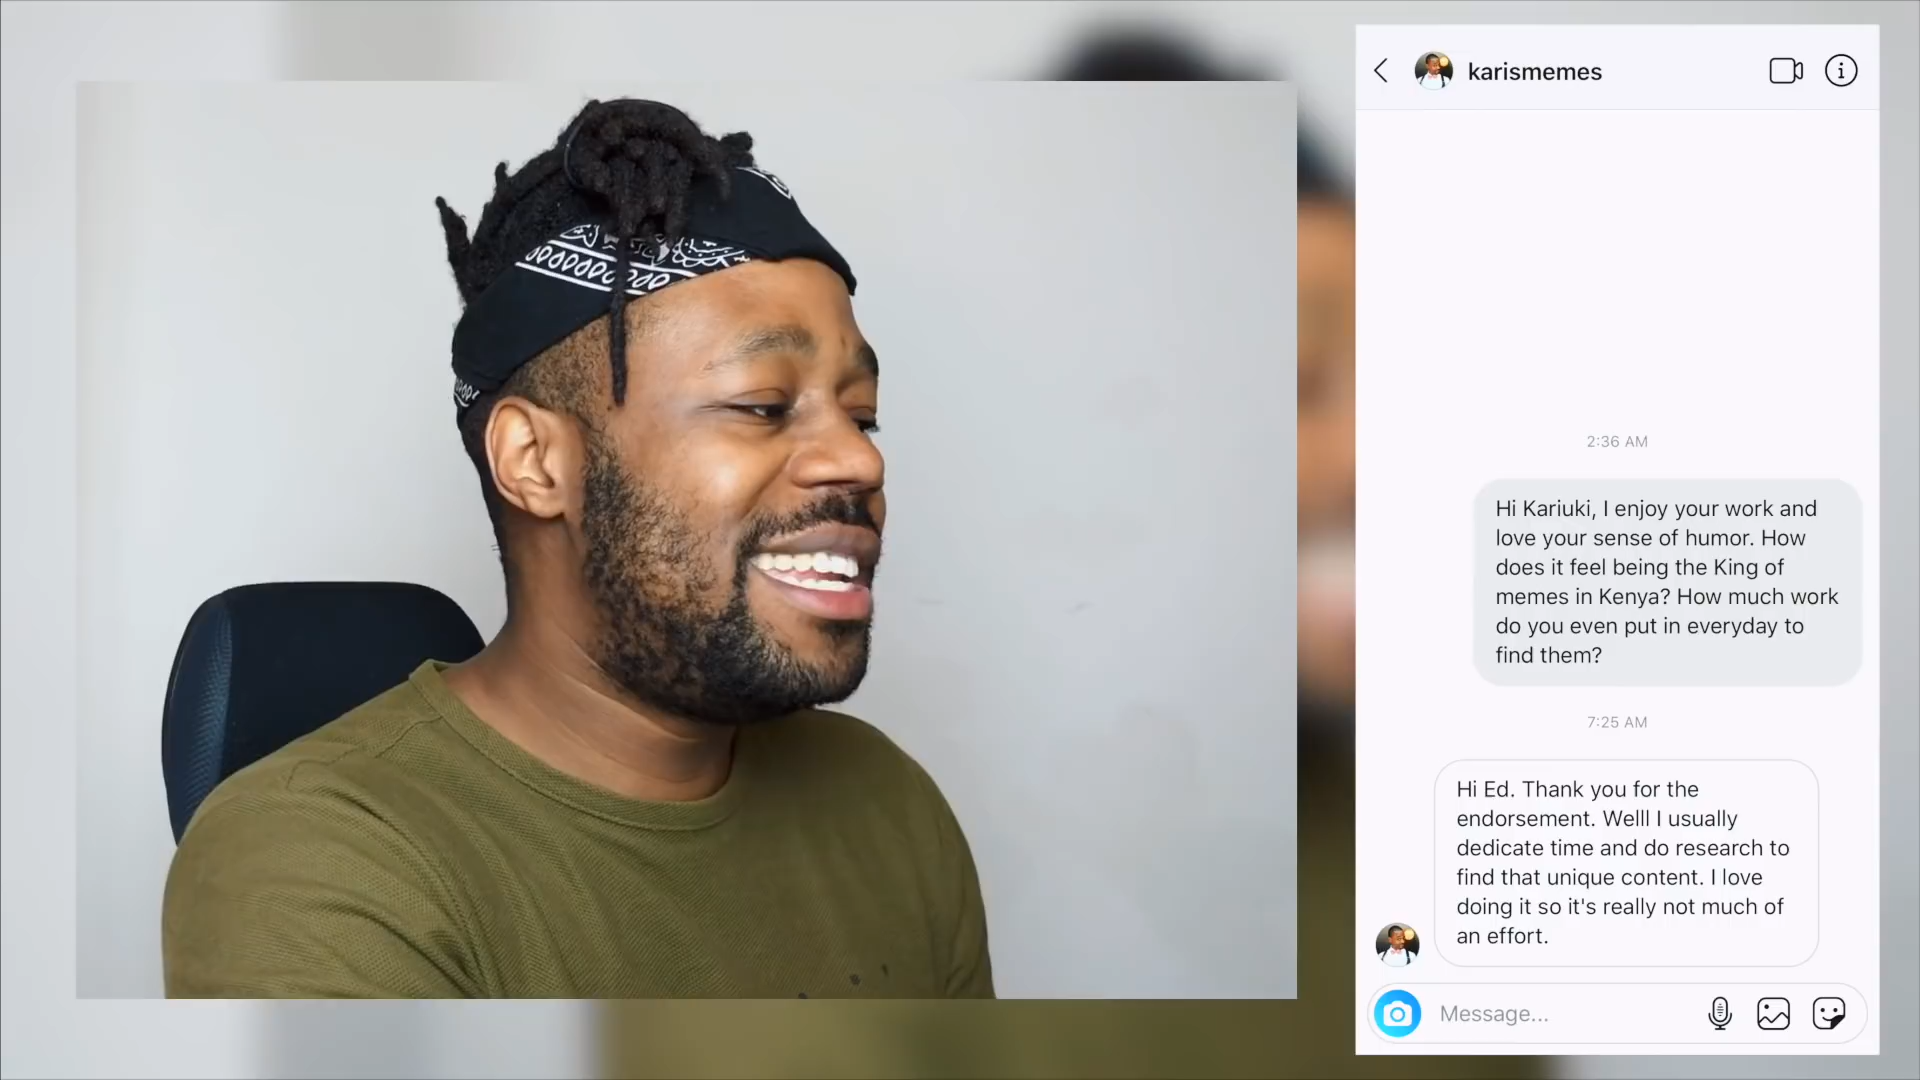 karismemes
2:36 AM
Hi Kariuki, I enjoy your work and
love your sense of humor. How
does it feel being the King of
memes in Kenya? How much work
do you even put in everyday to
find them?
7:25 AM
Hi Ed. Thank you for the
endorsement. Welll I usually
dedicate time and do research to
find that unique content. I love
doing it so it's really not much of
an effort.
Message...